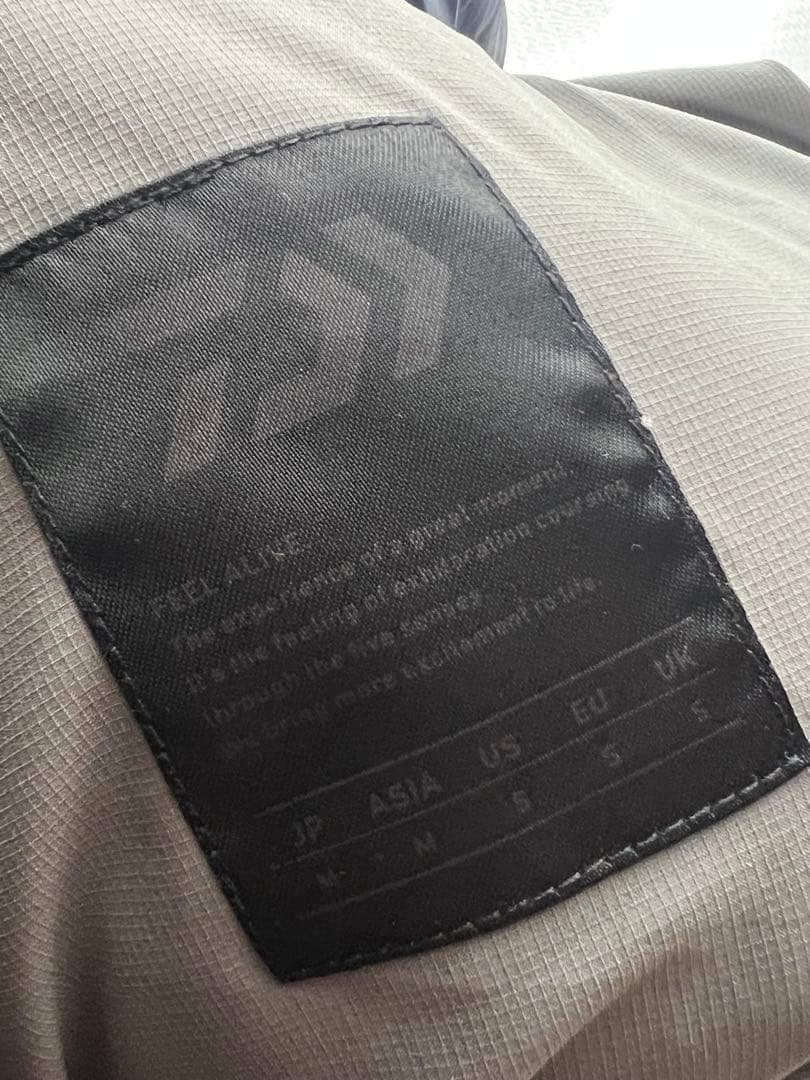 FEEL ALIVE.
The experience of a great moment.
It's the feeling of exhilaration coursing
through the five senses.
We bring more excitement to life.
JP ASIA US EU UK
M M S S S